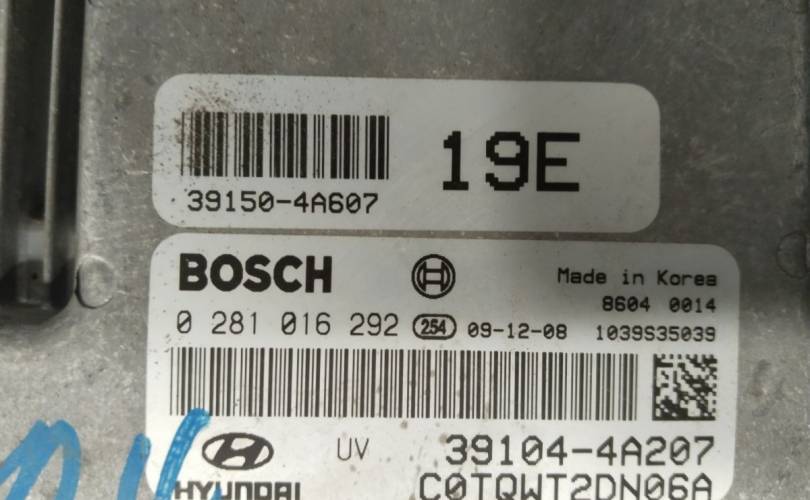 19E
39150-4A607
BOSCH
Made in Korea
8604 0014
0 281 016 292 254 09-12-08 1039S35039
UV 39104-4A207
HYUNDAI C0TQWT2DN06A